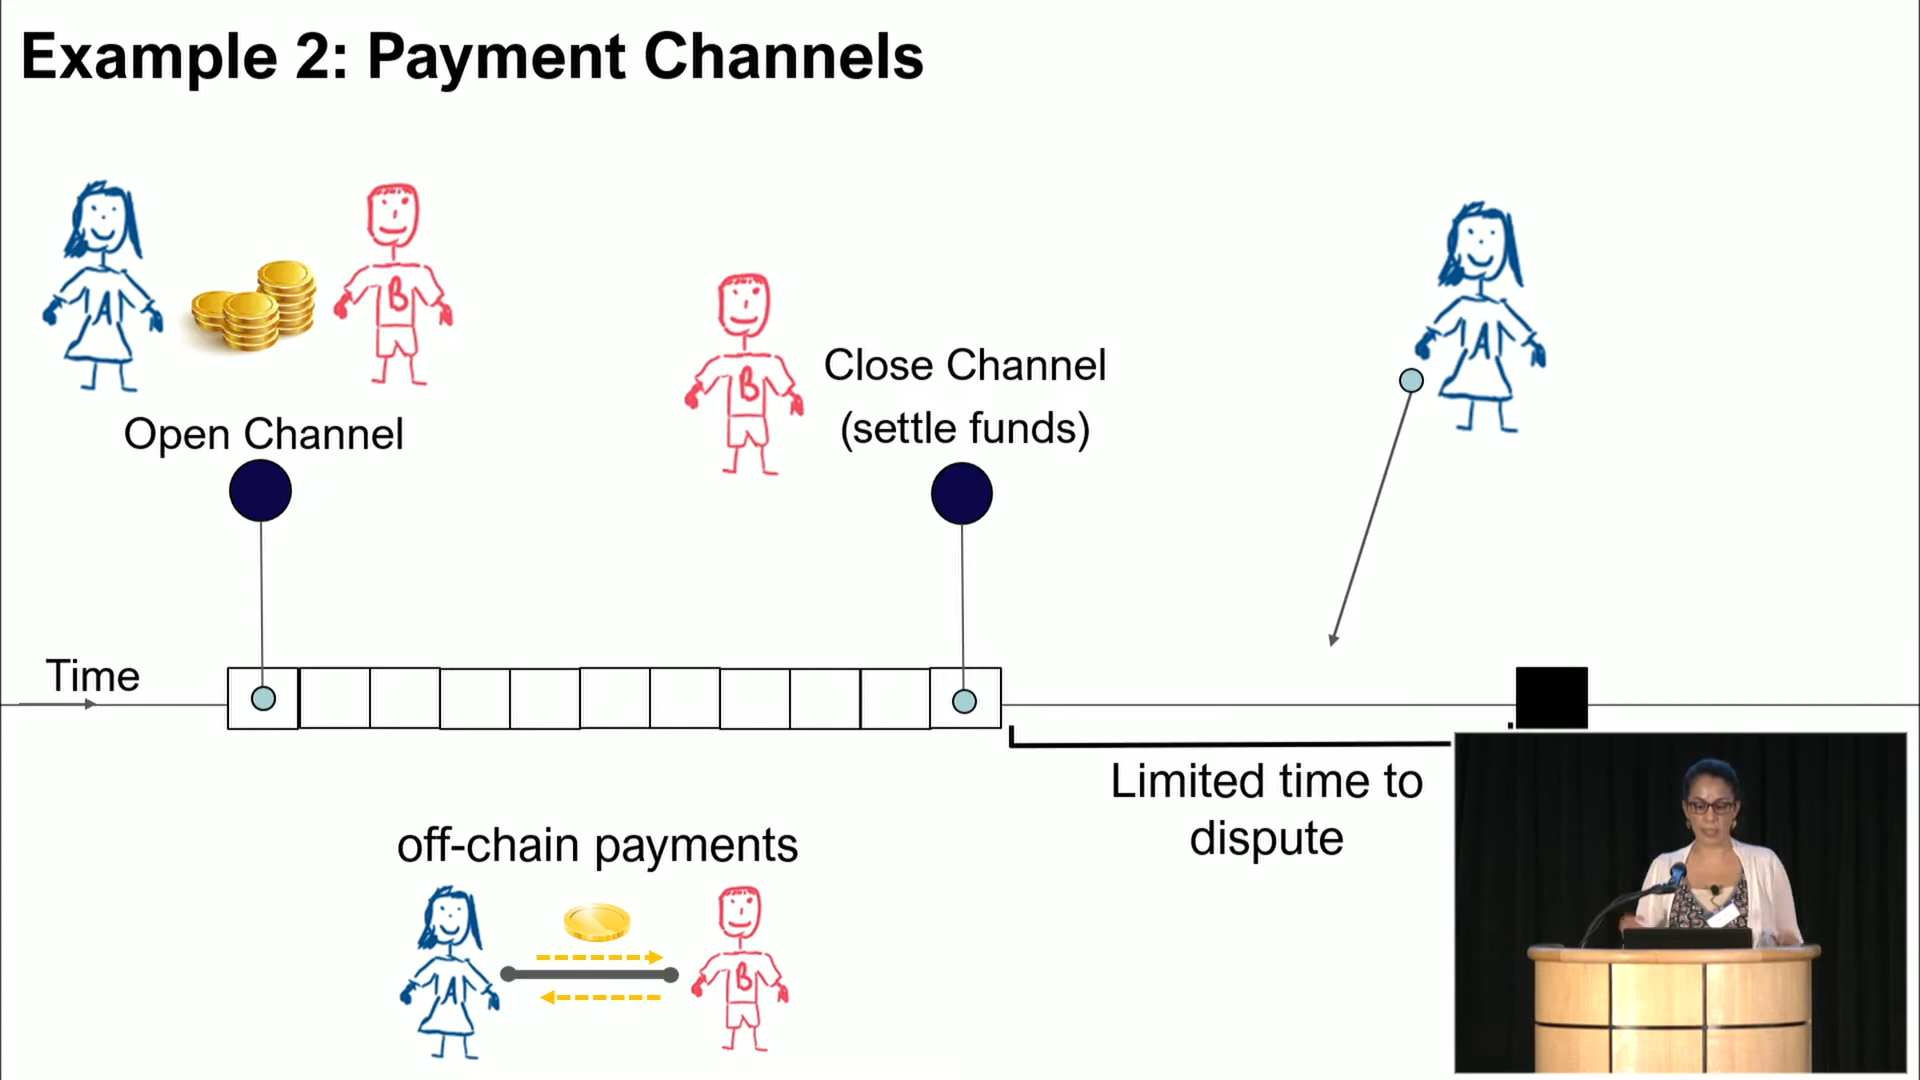 Example 2: Payment Channels
A
B
Open Channel
B
Close Channel
(settle funds)
A
Time
Limited time to
dispute
off-chain payments
A
B